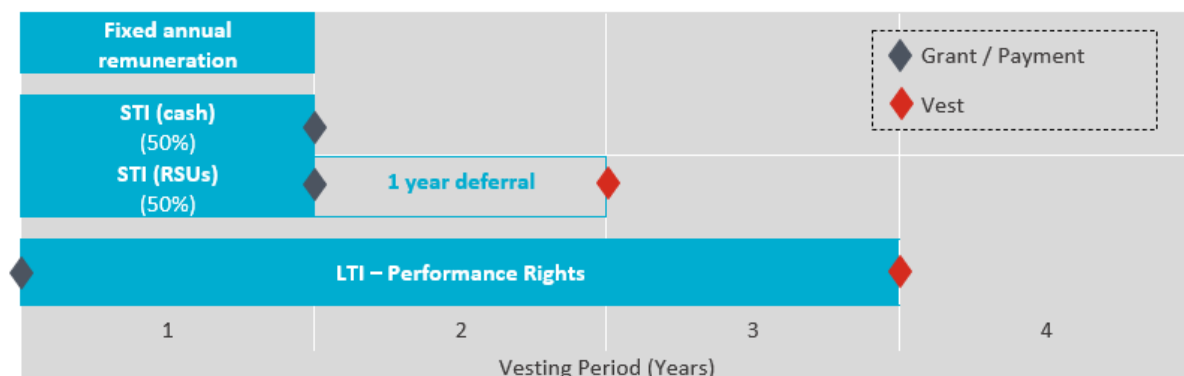 Fixed annual
remuneration
Grant / Payment
Vest
STI (cash)
(50%)
STI (RSUs)
(50%)
1 year deferral
LTI – Performance Rights
1 2 3 4
Vesting Period (Years)